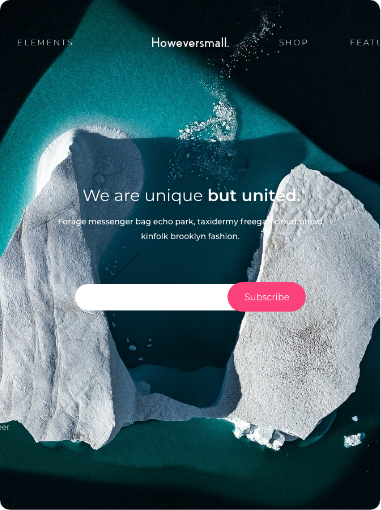 ELEMENTS
Howeversmall.
SHOP
FEATU
We are unique but united.
Forage messenger bag echo park, taxidermy freegan cloud bread
kinfolk brooklyn fashion.
Subscribe
eer